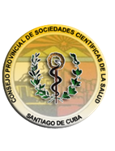 CONSEJO PROVINCIAL DE SOCIEDADES CIENTÍFICAS DE LA SALUD
SANTIAGO DE CUBA